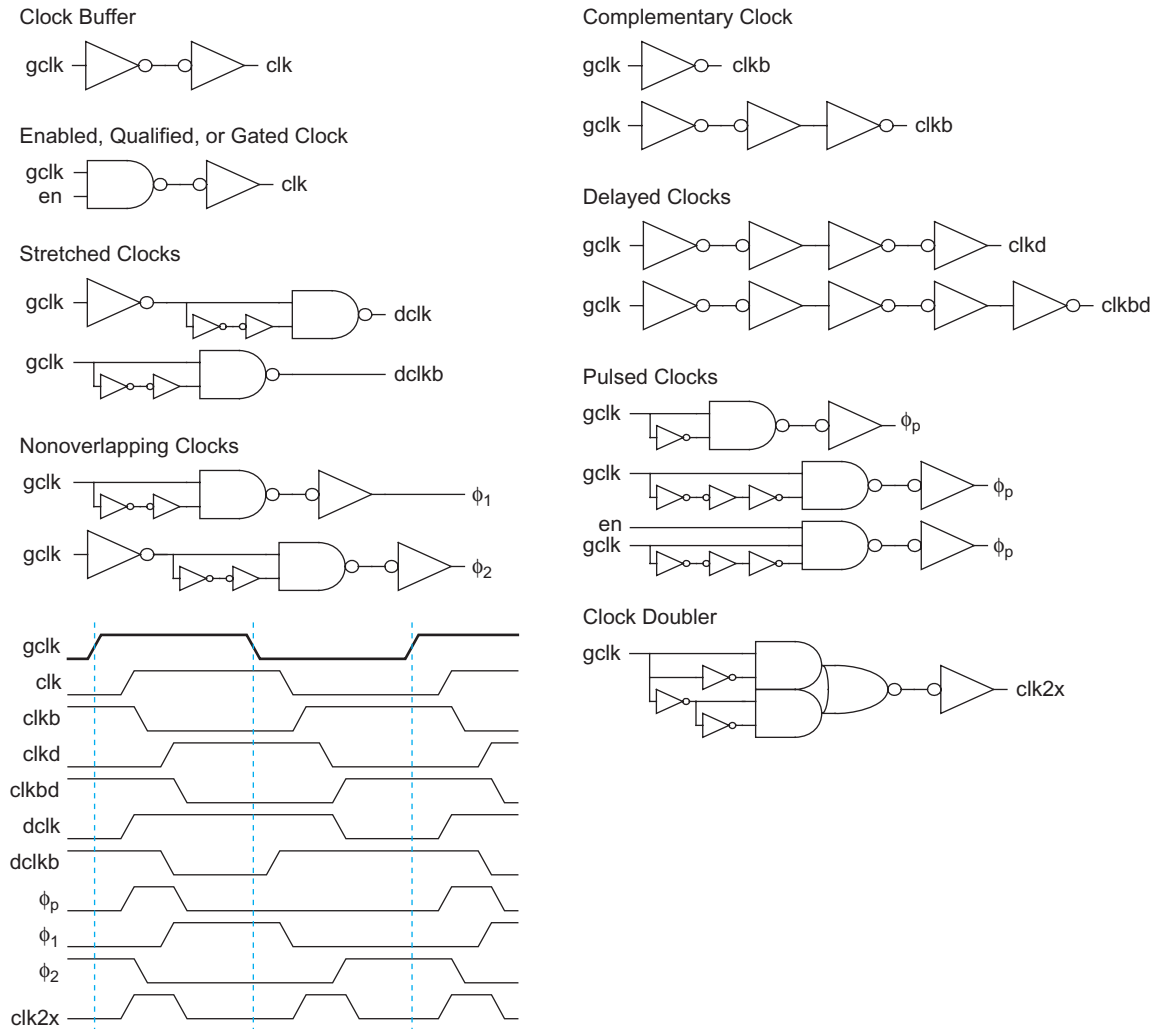 Clock Buffer
gclk clk
Enabled, Qualified, or Gated Clock
gclk
en
clk
Stretched Clocks
gclk dclk
gclk dclkb
Nonoverlapping Clocks
gclk ϕ1
gclk ϕ2
gclk
clk
clkb
clkd
clkbd
dclk
dclkb
ϕp
ϕ1
ϕ2
clk2x
Complementary Clock
gclk clkb
gclk clkb
Delayed Clocks
gclk clkd
gclk clkbd
Pulsed Clocks
gclk ϕp
gclk ϕp
en
gclk ϕp
Clock Doubler
gclk clk2x